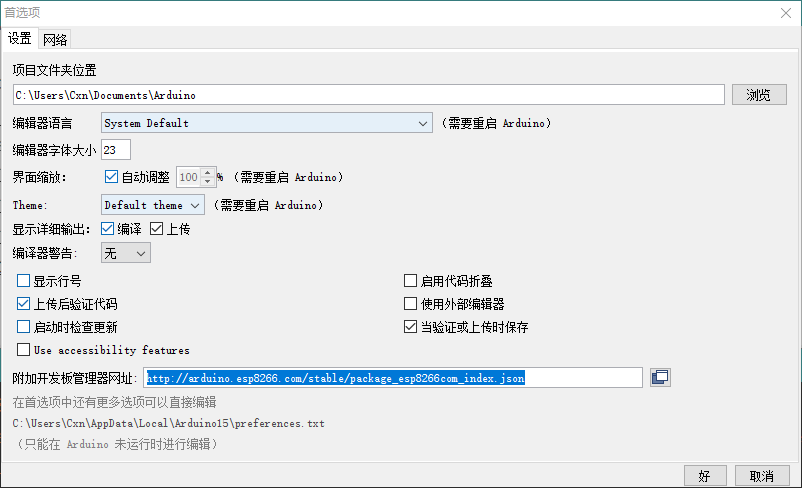 首选项
设置 网络
项目文件夹位置
C:\Users\Cxn\Documents\Arduino 浏览
编辑器语言 System Default （需要重启 Arduino）
编辑器字体大小 23
界面缩放： 自动调整 100 % （需要重启 Arduino）
Theme: Default theme （需要重启 Arduino）
显示详细输出： 编译 上传
编译器警告: 无
显示行号 启用代码折叠
上传后验证代码 使用外部编辑器
启动时检查更新 当验证或上传时保存
Use accessibility features
附加开发板管理器网址: http://arduino.esp8266.com/stable/package_esp8266com_index.json
在首选项中还有更多选项可以直接编辑
C:\Users\Cxn\AppData\Local\Arduino15\preferences.txt
（只能在 Arduino 未运行时进行编辑）
好 取消